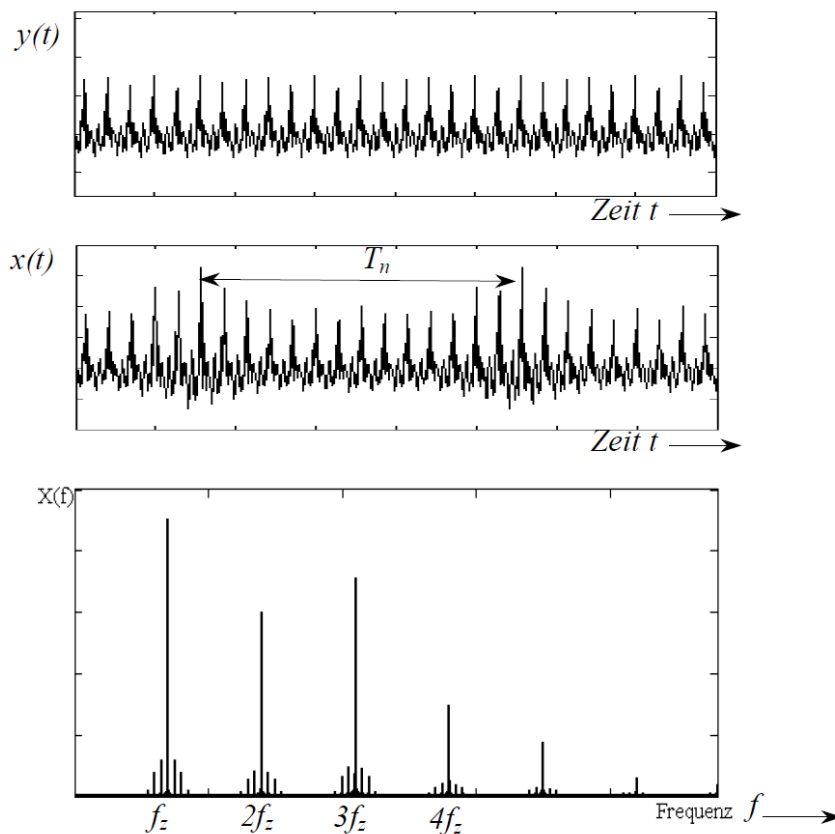 y(t)
Zeit t
x(t)
Tn
Zeit t
X(f)
fz 2fz 3fz 4fz
Frequenz f